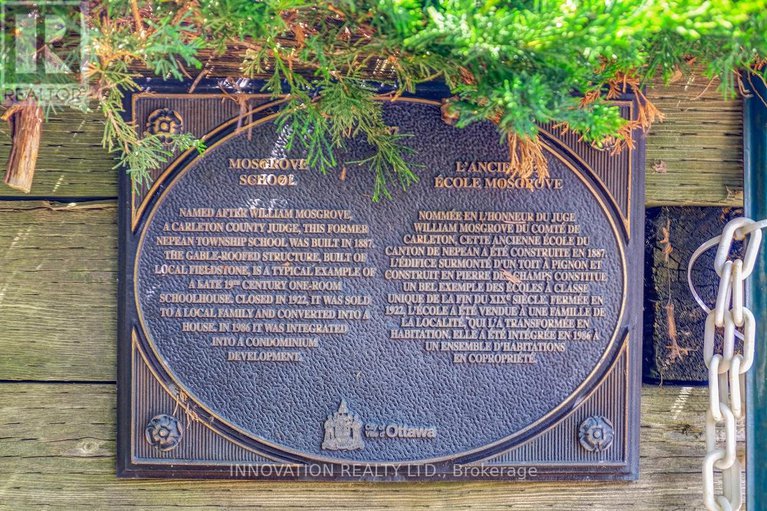 REALTOR
MOSGROVE
SCHOOL
NAMED AFTER WILLIAM MOSGROVE,
A CARLETON COUNTY JUDGE, THIS FORMER
NEPEAN TOWNSHIP SCHOOL WAS BUILT IN 1887.
THE GABLE-ROOFED STRUCTURE, BUILT OF
LOCAL FIELDSTONE, IS A TYPICAL EXAMPLE OF
A LATE 19TH CENTURY ONE-ROOM
SCHOOLHOUSE. CLOSED IN 1922, IT WAS SOLD
TO A LOCAL FAMILY AND CONVERTED INTO A
HOUSE. IN 1986 IT WAS INTEGRATED
INTO A CONDOMINIUM
DEVELOPMENT.
L'ANCIE
ÉCOLE MOSGROVE
NOMMÉE EN L'HONNEUR DU JUGE
WILLIAM MOSGROVE DU COMTÉ DE
CARLETON, CETTE ANCIENNE ÉCOLE DU
CANTON DE NEPEAN A ÉTÉ CONSTRUITE EN 1887.
L'ÉDIFICE SURMONTÉ D'UN TOIT À PIGNON ET
CONSTRUIT EN PIERRE DES CHAMPS CONSTITUE
UN BEL EXEMPLE DES ÉCOLES À CLASSE
UNIQUE DE LA FIN DU XIXE SIÈCLE. FERMÉE EN
1922, L'ÉCOLE A ÉTÉ VENDUE À UNE FAMILLE DE
LA LOCALITÉ, QUI L'A TRANSFORMÉE EN
HABITATION. ELLE A ÉTÉ INTÉGRÉE EN 1986 À
UN ENSEMBLE D'HABITATIONS
EN COPROPRIÉTÉ.
Ottawa
INNOVATION REALTY LTD., Brokerage